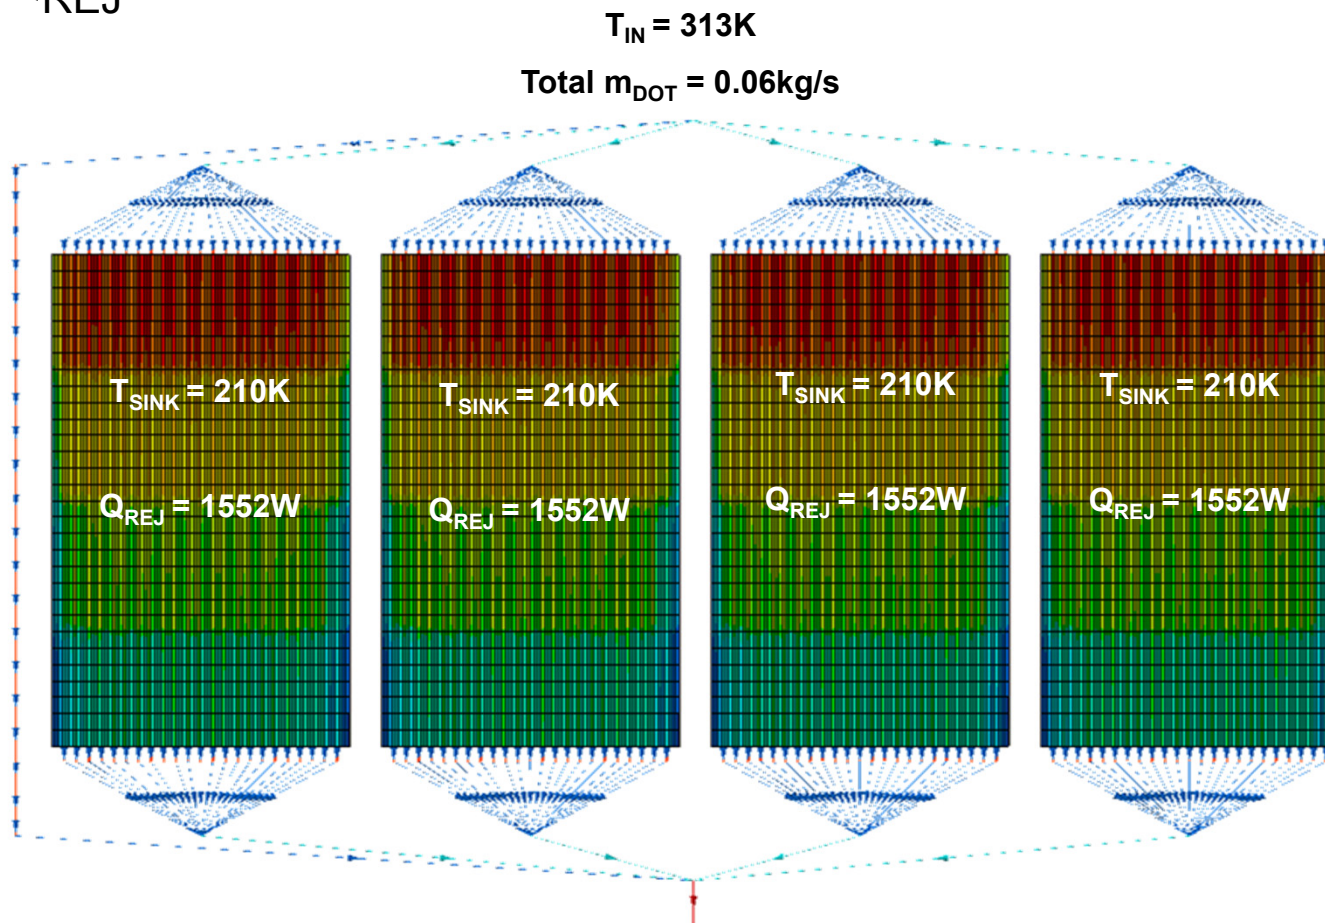 REJ
T_IN = 313K
Total m_DOT = 0.06kg/s
T_SINK = 210K
T_SINK = 210K
T_SINK = 210K
T_SINK = 210K
Q_REJ = 1552W
Q_REJ = 1552W
Q_REJ = 1552W
Q_REJ = 1552W